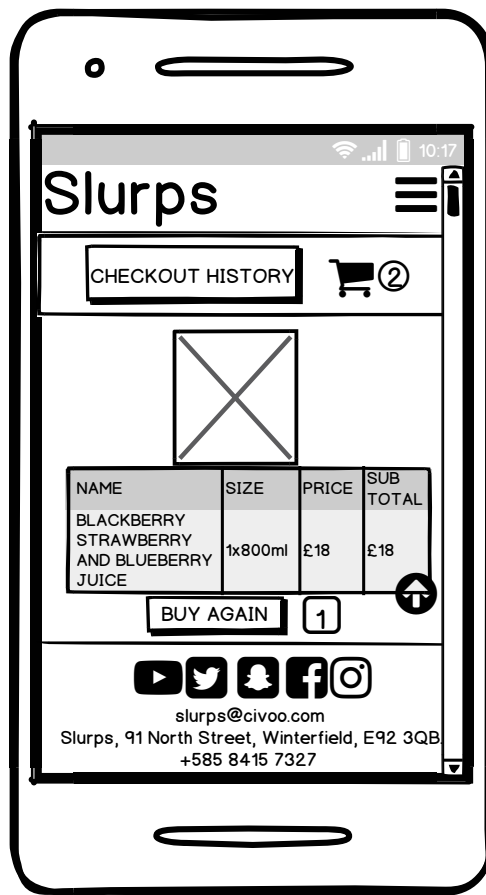 10:17
Slurps
CHECKOUT HISTORY
2
NAME SIZE PRICE SUB TOTAL
BLACKBERRY STRAWBERRY AND BLUEBERRY JUICE 1x800ml £18 £18
BUY AGAIN 1
slurps@civoo.com
Slurps, 91 North Street, Winterfield, E92 3QB.
+585 8415 7327